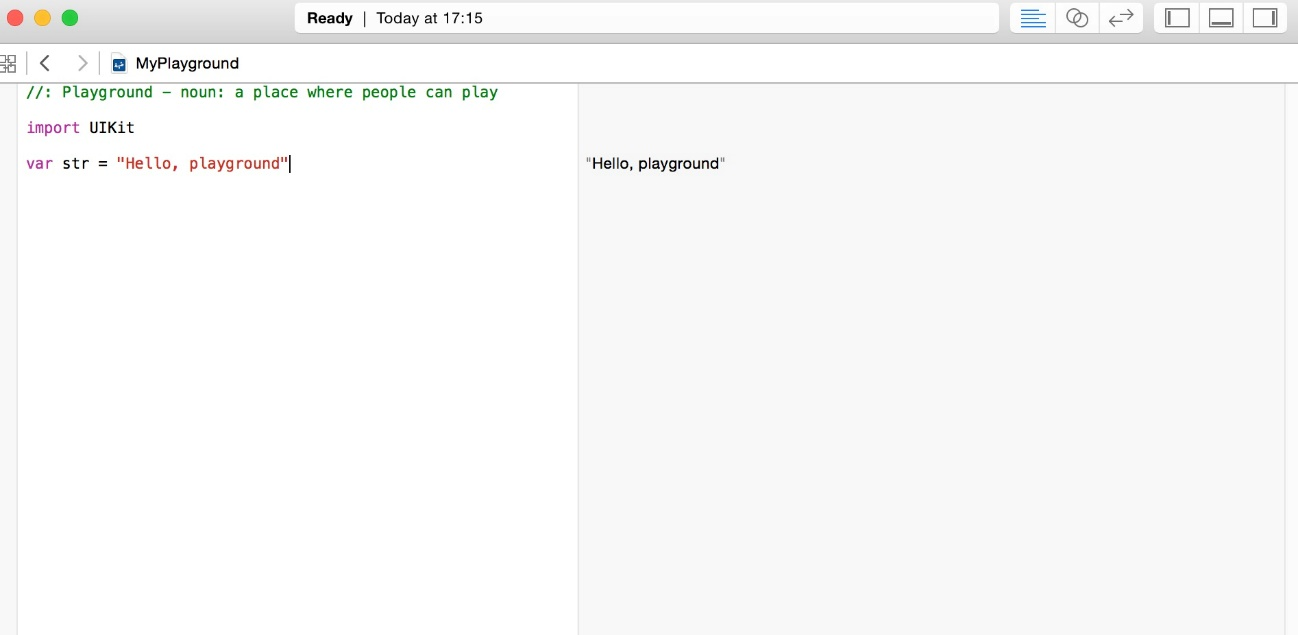 Ready | Today at 17:15
MyPlayground
//: Playground – noun: a place where people can play
import UIKit
var str = "Hello, playground"
"Hello, playground"